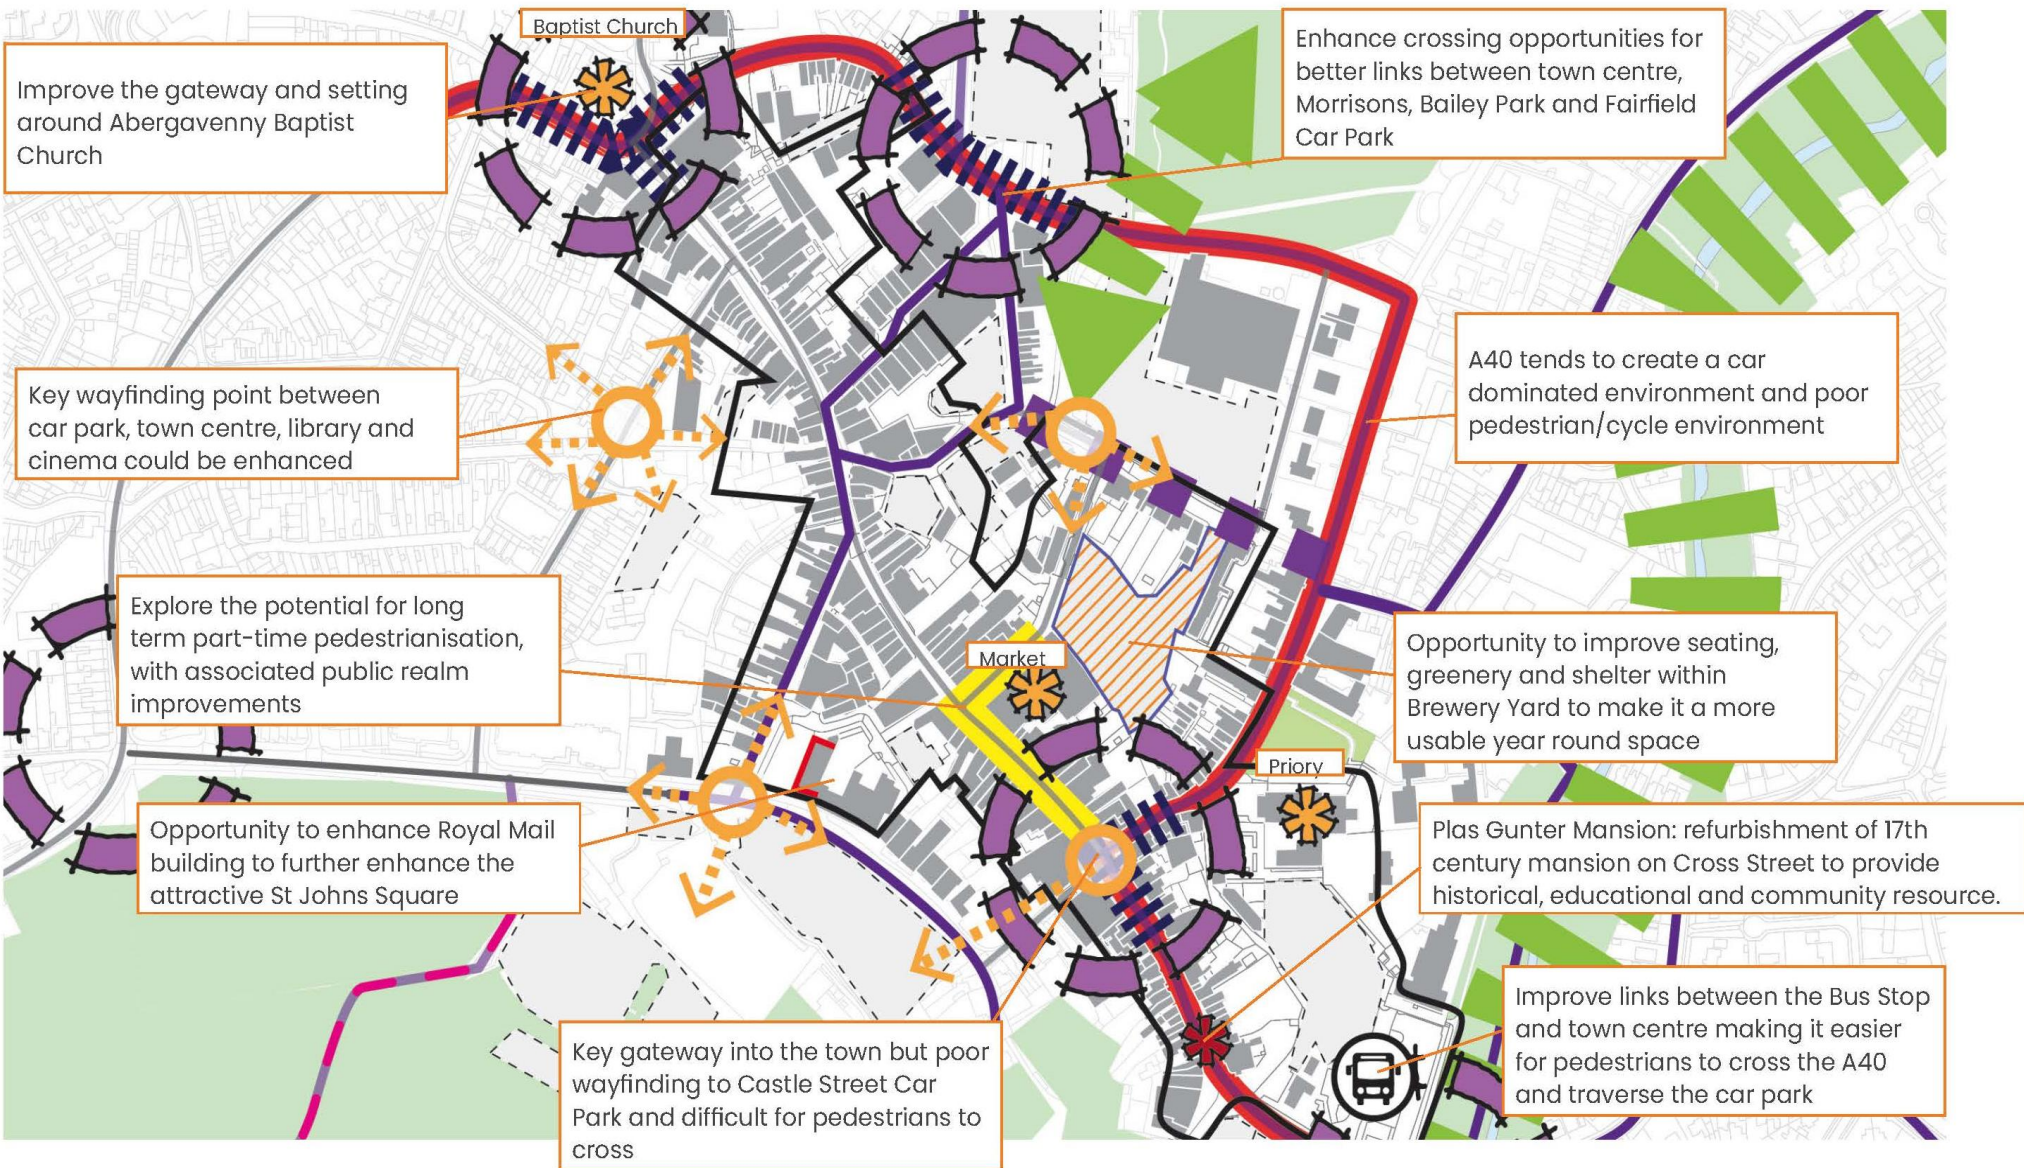 Baptist Church
Improve the gateway and setting
around Abergavenny Baptist
Church
Enhance crossing opportunities for
better links between town centre,
Morrisons, Bailey Park and Fairfield
Car Park
A40 tends to create a car
dominated environment and poor
pedestrian/cycle environment
Key wayfinding point between
car park, town centre, library and
cinema could be enhanced
Explore the potential for long
term part-time pedestrianisation,
with associated public realm
improvements
Market
Opportunity to improve seating,
greenery and shelter within
Brewery Yard to make it a more
usable year round space
Priory
Opportunity to enhance Royal Mail
building to further enhance the
attractive St Johns Square
Plas Gunter Mansion: refurbishment of 17th
century mansion on Cross Street to provide
historical, educational and community resource.
Key gateway into the town but poor
wayfinding to Castle Street Car
Park and difficult for pedestrians to
cross
Improve links between the Bus Stop
and town centre making it easier
for pedestrians to cross the A40
and traverse the car park